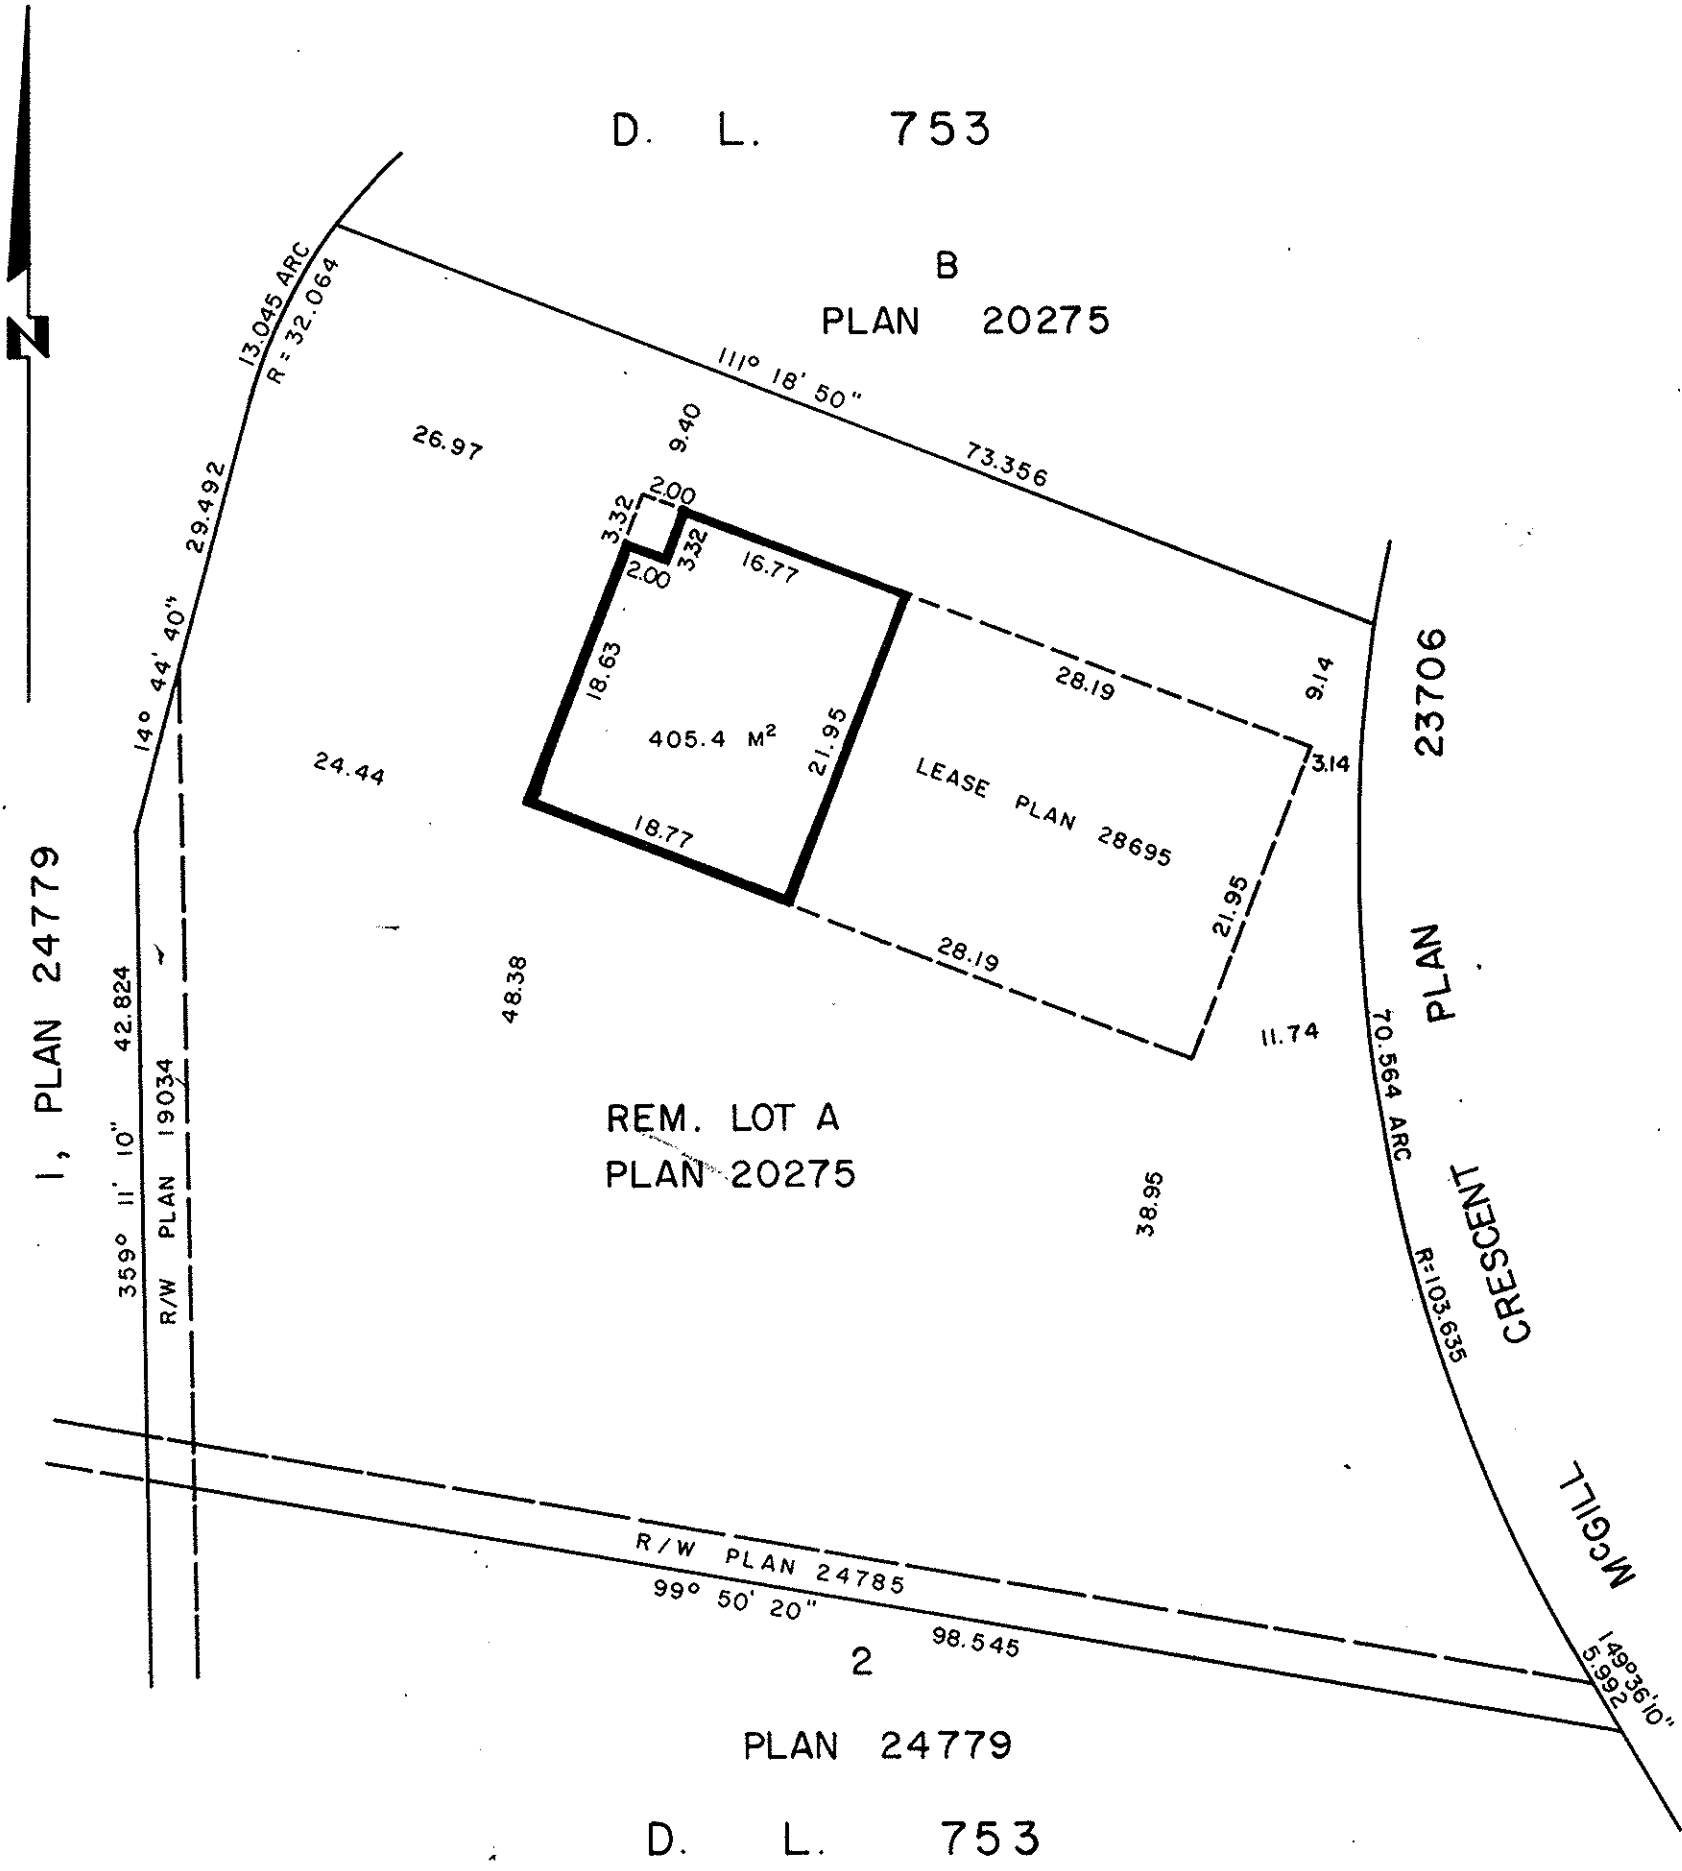 D. L. 753
B
PLAN 20275
N
13.045 ARC
R = 32.064
111° 18' 50"
73.356
26.97
9.40
2.00
3.32
3.32
2.00
16.77
29.492
14° 44' 40"
18.63
28.19
9.14
23706
3.14
405.4 M²
21.95
24.44
LEASE PLAN 28695
18.77
21.95
1, PLAN 24779
28.19
PLAN
48.38
42.824
11.74
70.564 ARC
R/W PLAN 19034
359° 11' 10"
REM. LOT A
PLAN 20275
38.95
CRESCENT
R=103.635
McGILL
R/W PLAN 24785
99° 50' 20"
98.545
149°36'10"
5.992
2
PLAN 24779
D. L. 753